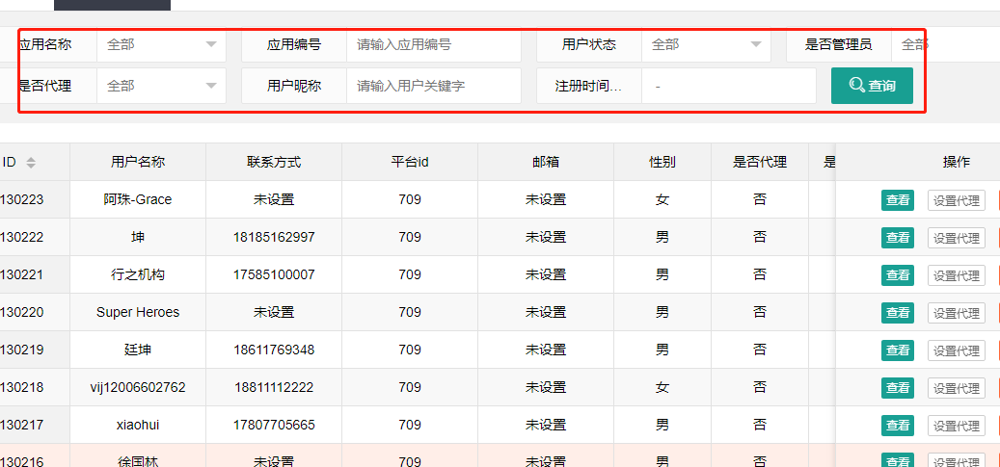 应用名称 全部 应用编号 请输入应用编号 用户状态 全部 是否管理员 全部
是否代理 全部 用户昵称 请输入用户关键字 注册时间... - 查询
ID 用户名称 联系方式 平台id 邮箱 性别 是否代理 是 操作
130223 阿珠-Grace 未设置 709 未设置 女 否 查看 设置代理
130222 坤 18185162997 709 未设置 男 否 查看 设置代理
130221 行之机构 17585100007 709 未设置 男 否 查看 设置代理
130220 Super Heroes 未设置 709 未设置 男 否 查看 设置代理
130219 廷坤 18611769348 709 未设置 男 否 查看 设置代理
130218 vij12006602762 18811112222 709 未设置 女 否 查看 设置代理
130217 xiaohui 17807705665 709 未设置 男 否 查看 设置代理
130216 徐国林 未设置 709 未设置 男 否 查看 设置代理